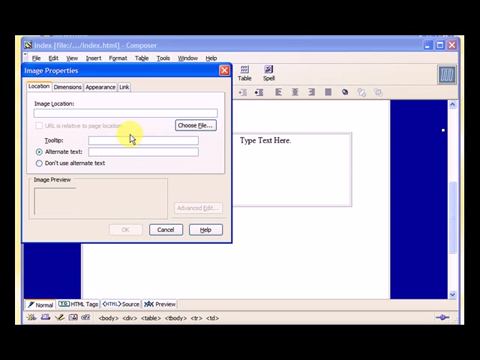 Index [file:/.../index.html] - Composer
File Edit View Insert Format Table Tools Window Help
Image Properties
Table Spell
Location Dimensions Appearance Link
Image Location:
URL is relative to page location
Choose File...
Tooltip:
Type Text Here.
Alternate text:
Don't use alternate text
Image Preview
Advanced Edit...
OK Cancel Help
Normal HTML Tags <HTML> Source Preview
<body> <div> <table> <tbody> <tr> <td>